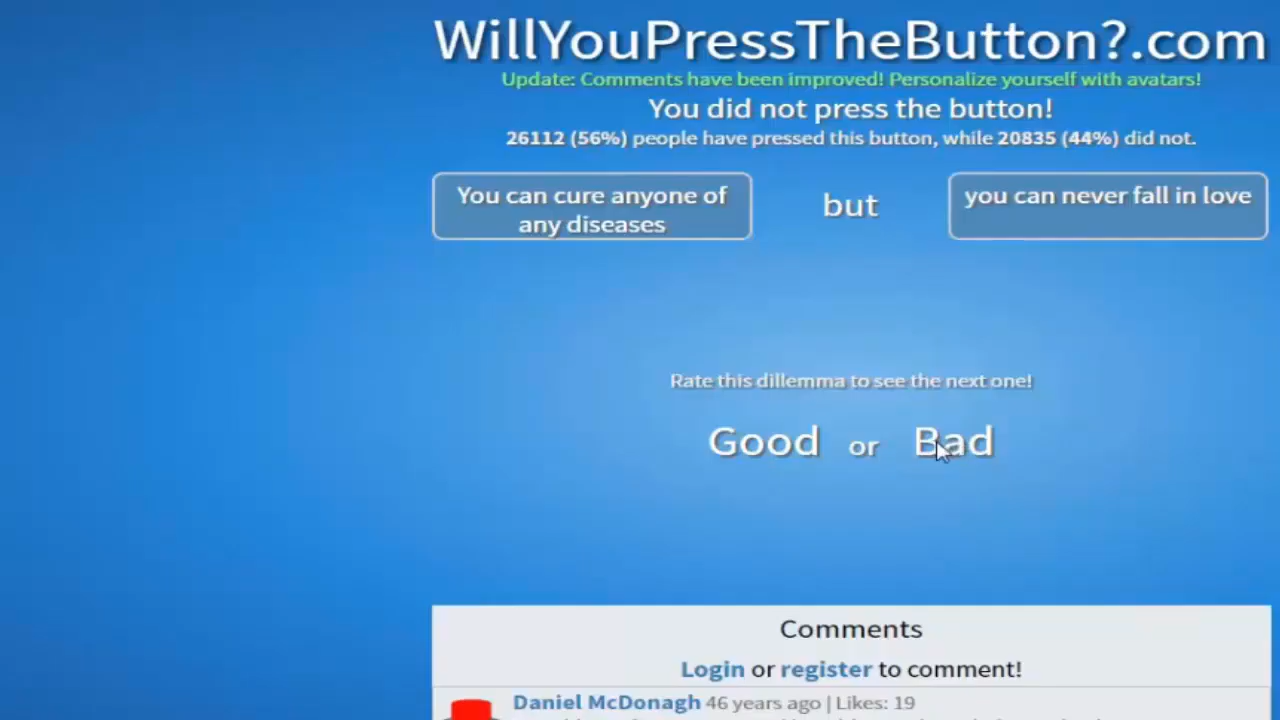 WillYouPressTheButton?.com
Update: Comments have been improved! Personalize yourself with avatars!
You did not press the button!
26112 (56%) people have pressed this button, while 20835 (44%) did not.
You can cure anyone of
any diseases
but
you can never fall in love
Rate this dillemma to see the next one!
Good or Bad
Comments
Login or register to comment!
Daniel McDonagh 46 years ago | Likes: 19